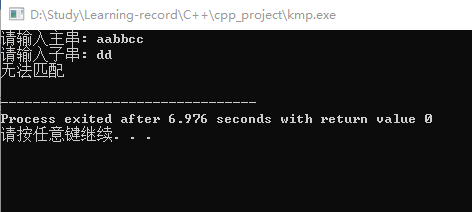 D:\Study\Learning-record\C++\cpp_project\kmp.exe
请输入主串: aabbcc
请输入子串: dd
无法匹配
--------------------------------
Process exited after 6.976 seconds with return value 0
请按任意键继续. . .